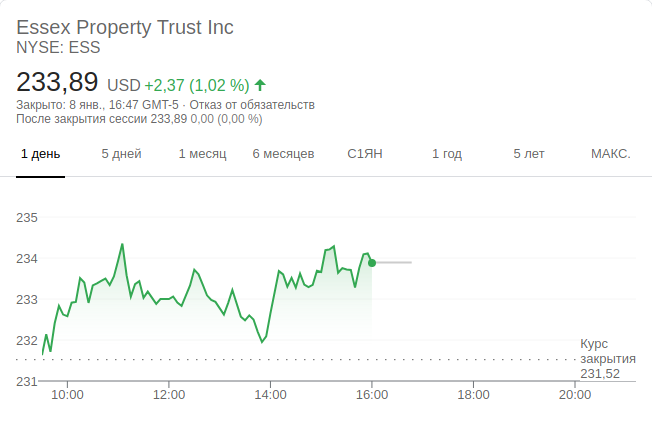 Essex Property Trust Inc
NYSE: ESS
233,89 USD +2,37 (1,02 %)
Закрыто: 8 янв., 16:47 GMT-5 · Отказ от обязательств
После закрытия сессии 233,89 0,00 (0,00 %)
1 день 5 дней 1 месяц 6 месяцев С1ЯН 1 год 5 лет МАКС.
235
234
233
232
Курс
закрытия
231,52
231
10:00 12:00 14:00 16:00 18:00 20:00